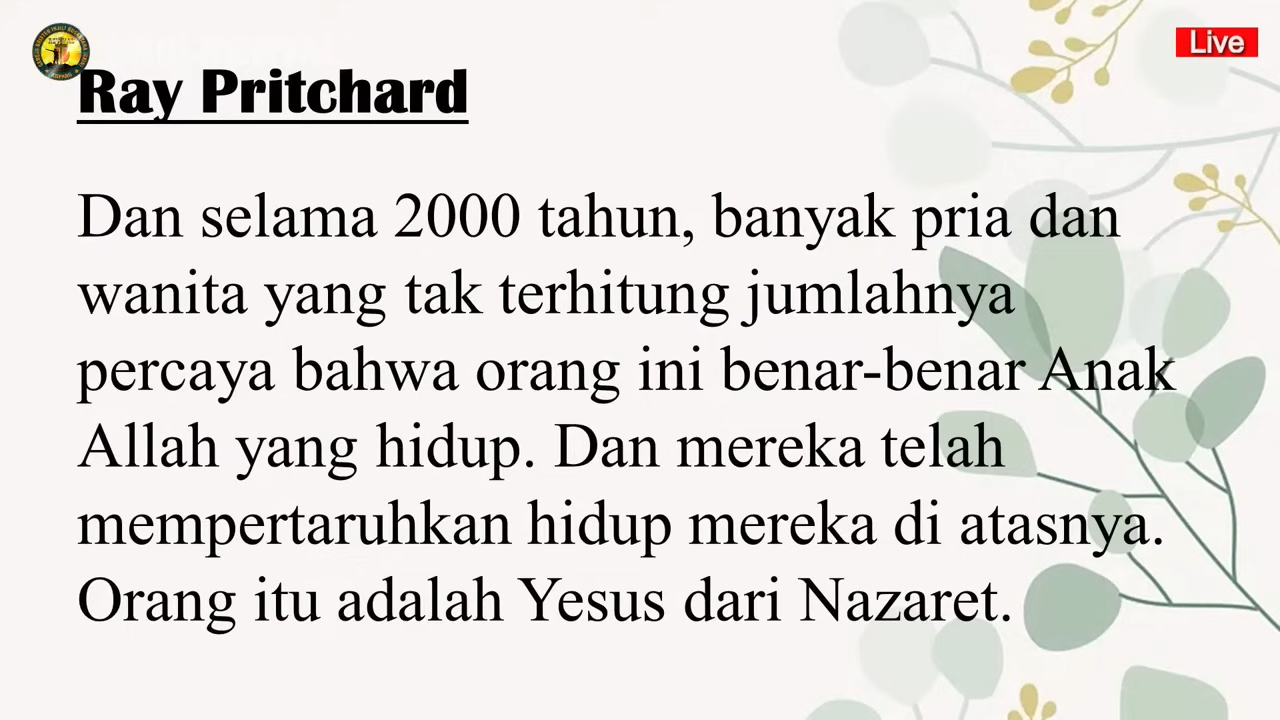 Live
Ray Pritchard
Dan selama 2000 tahun, banyak pria dan
wanita yang tak terhitung jumlahnya
percaya bahwa orang ini benar-benar Anak
Allah yang hidup. Dan mereka telah
mempertaruhkan hidup mereka di atasnya.
Orang itu adalah Yesus dari Nazaret.